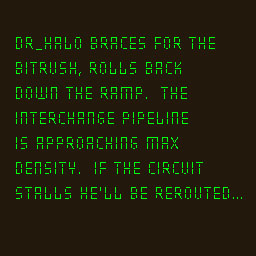 DR_HALO BRACES FOR THE
BITRUSH, ROLLS BACK
DOWN THE RAMP.  THE
INTERCHANGE PIPELINE
IS APPROACHING MAX
DENSITY.  IF THE CIRCUIT
STALLS HE'LL BE REROUTED...